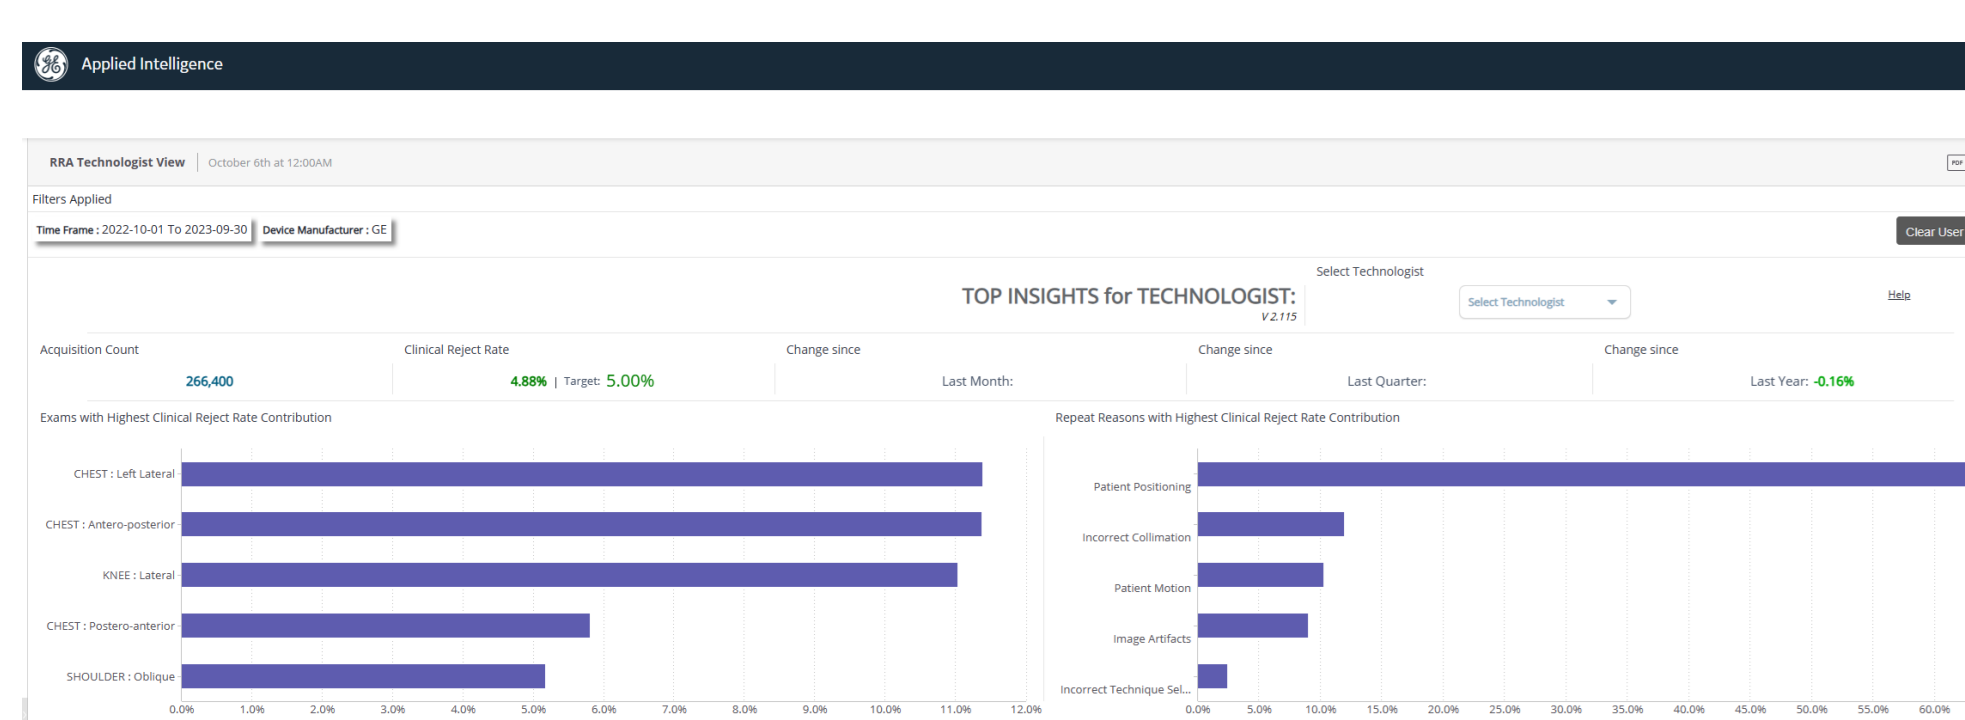 GE Applied Intelligence
RRA Technologist View October 6th at 12:00AM
PDF
Filters Applied
Time Frame : 2022-10-01 To 2023-09-30 Device Manufacturer : GE
Clear User
Select Technologist
TOP INSIGHTS for TECHNOLOGIST:
Select Technologist
Help
V 2.115
Acquisition Count Clinical Reject Rate Change since Change since Change since
266,400 4.88% | Target: 5.00% Last Month: Last Quarter: Last Year: -0.16%
Exams with Highest Clinical Reject Rate Contribution
CHEST : Left Lateral
CHEST : Antero-posterior
KNEE : Lateral
CHEST : Postero-anterior
SHOULDER : Oblique
0.0% 1.0% 2.0% 3.0% 4.0% 5.0% 6.0% 7.0% 8.0% 9.0% 10.0% 11.0% 12.0%
Repeat Reasons with Highest Clinical Reject Rate Contribution
Patient Positioning
Incorrect Collimation
Patient Motion
Image Artifacts
Incorrect Technique Sel...
0.0% 5.0% 10.0% 15.0% 20.0% 25.0% 30.0% 35.0% 40.0% 45.0% 50.0% 55.0% 60.0%